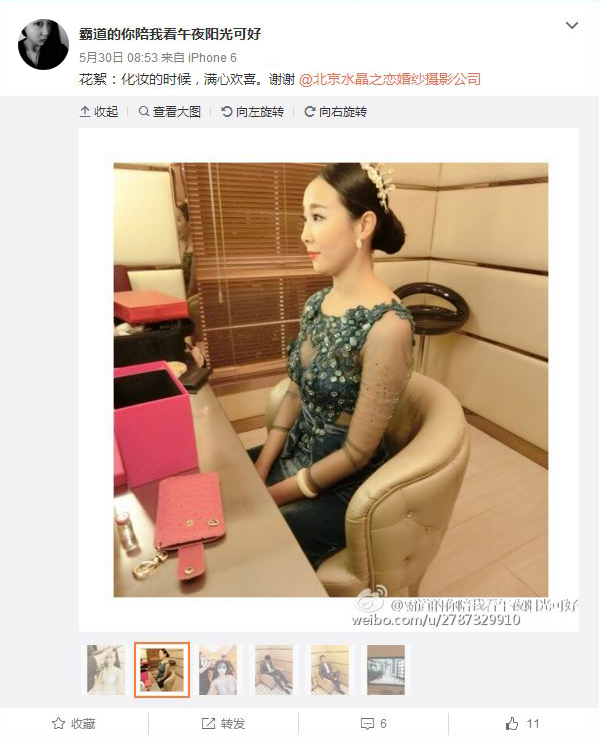 霸道的你陪我看午夜阳光可好
5月30日 08:53 来自 iPhone 6
花絮：化妆的时候，满心欢喜。谢谢 @北京水晶之恋婚纱摄影公司
收起 查看大图 向左旋转 向右旋转
@霸道的你陪我看午夜阳光可好
weibo.com/u/2787329910
收藏 转发 6 11